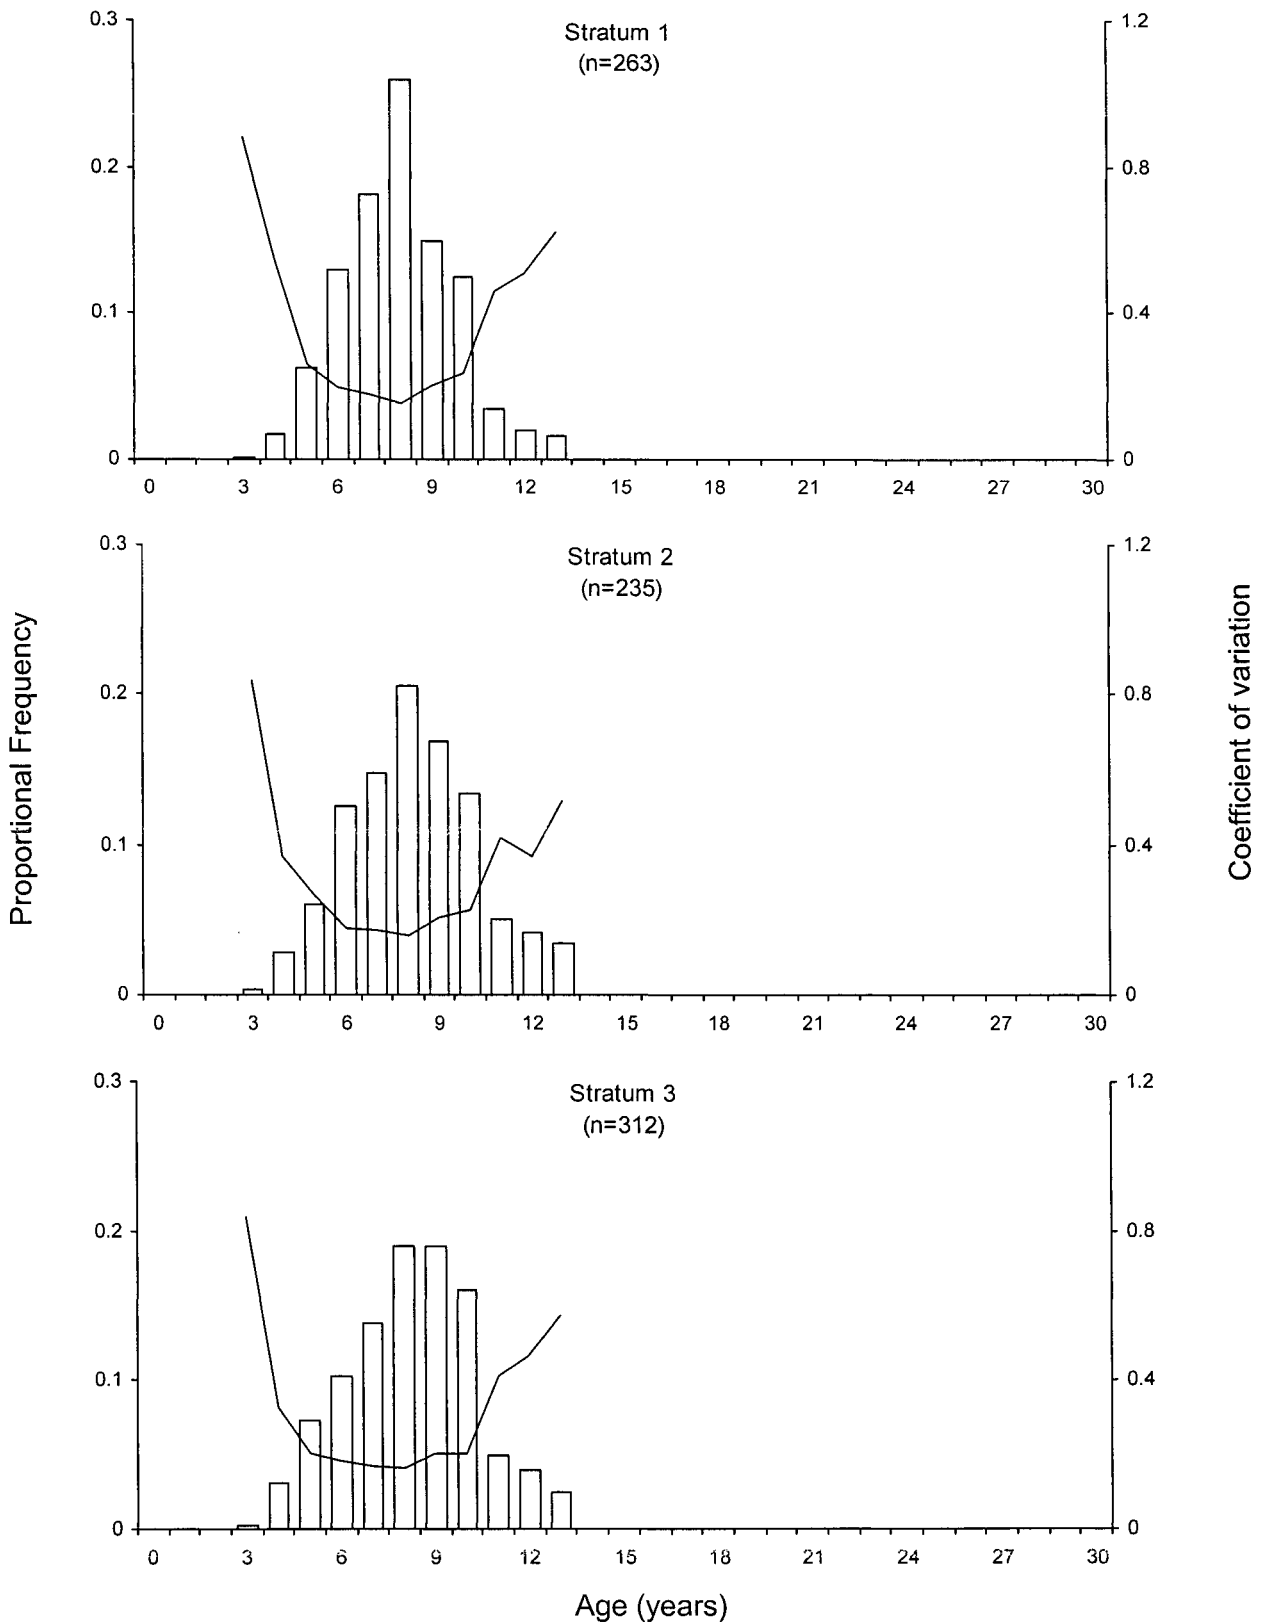 0.3
0.2
0.1
0
Stratum 1
(n=263)
1.2
0.8
0.4
0
0 3 6 9 12 15 18 21 24 27 30
0.3
0.2
0.1
0
Stratum 2
(n=235)
1.2
0.8
0.4
0
0 3 6 9 12 15 18 21 24 27 30
Proportional Frequency
Coefficient of variation
0.3
0.2
0.1
0
Stratum 3
(n=312)
1.2
0.8
0.4
0
0 3 6 9 12 15 18 21 24 27 30
Age (years)